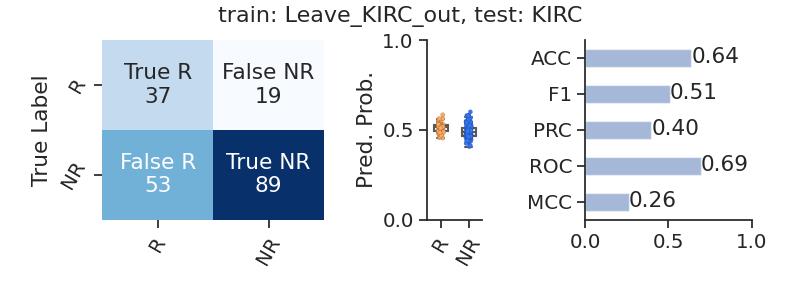 train: Leave_KIRC_out, test: KIRC
True Label
R
NR
True R
37
False NR
19
False R
53
True NR
89
R
NR
Pred. Prob.
1.0
0.5
0.0
R
NR
ACC
F1
PRC
ROC
MCC
0.64
0.51
0.40
0.69
0.26
0.0
0.5
1.0